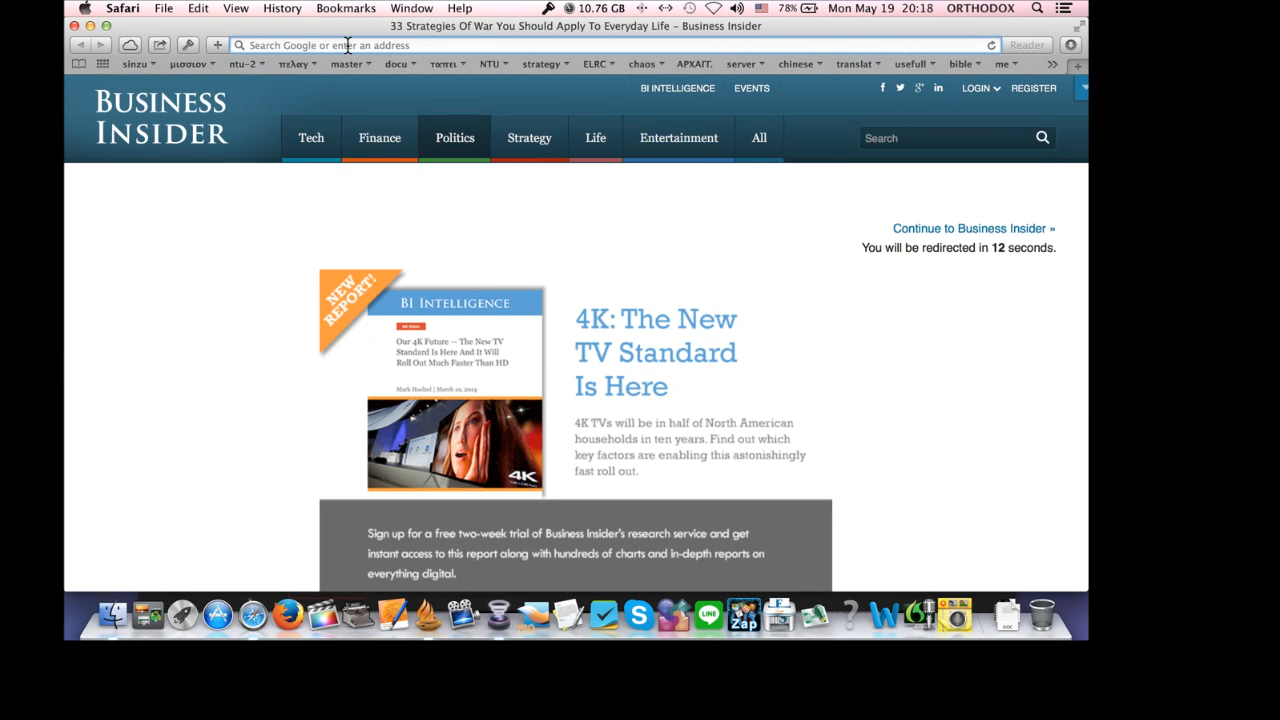 Safari File Edit View History Bookmarks Window Help 10.76 GB 78% Mon May 19 20:18 ORTHODOX
33 Strategies Of War You Should Apply To Everyday Life – Business Insider
Search Google or enter an address Reader
sinzu μισσιον ntu-2 πελαγ master docu ταπει NTU strategy ELRC chaos ΑΡΧΑΓΓ. server chinese translat usefull bible me
BI INTELLIGENCE EVENTS LOGIN REGISTER
BUSINESS
INSIDER
Tech Finance Politics Strategy Life Entertainment All Search
Continue to Business Insider »
You will be redirected in 12 seconds.
NEW
REPORT!
BI INTELLIGENCE
BI Video
Our 4K Future — The New TV
Standard Is Here And It Will
Roll Out Much Faster Than HD
Mark Hoelzel | March 10, 2014
4K
4K: The New
TV Standard
Is Here
4K TVs will be in half of North American
households in ten years. Find out which
key factors are enabling this astonishingly
fast roll out.
Sign up for a free two-week trial of Business Insider's research service and get
instant access to this report along with hundreds of charts and in-depth reports on
everything digital.
LINE
Zap
DOC